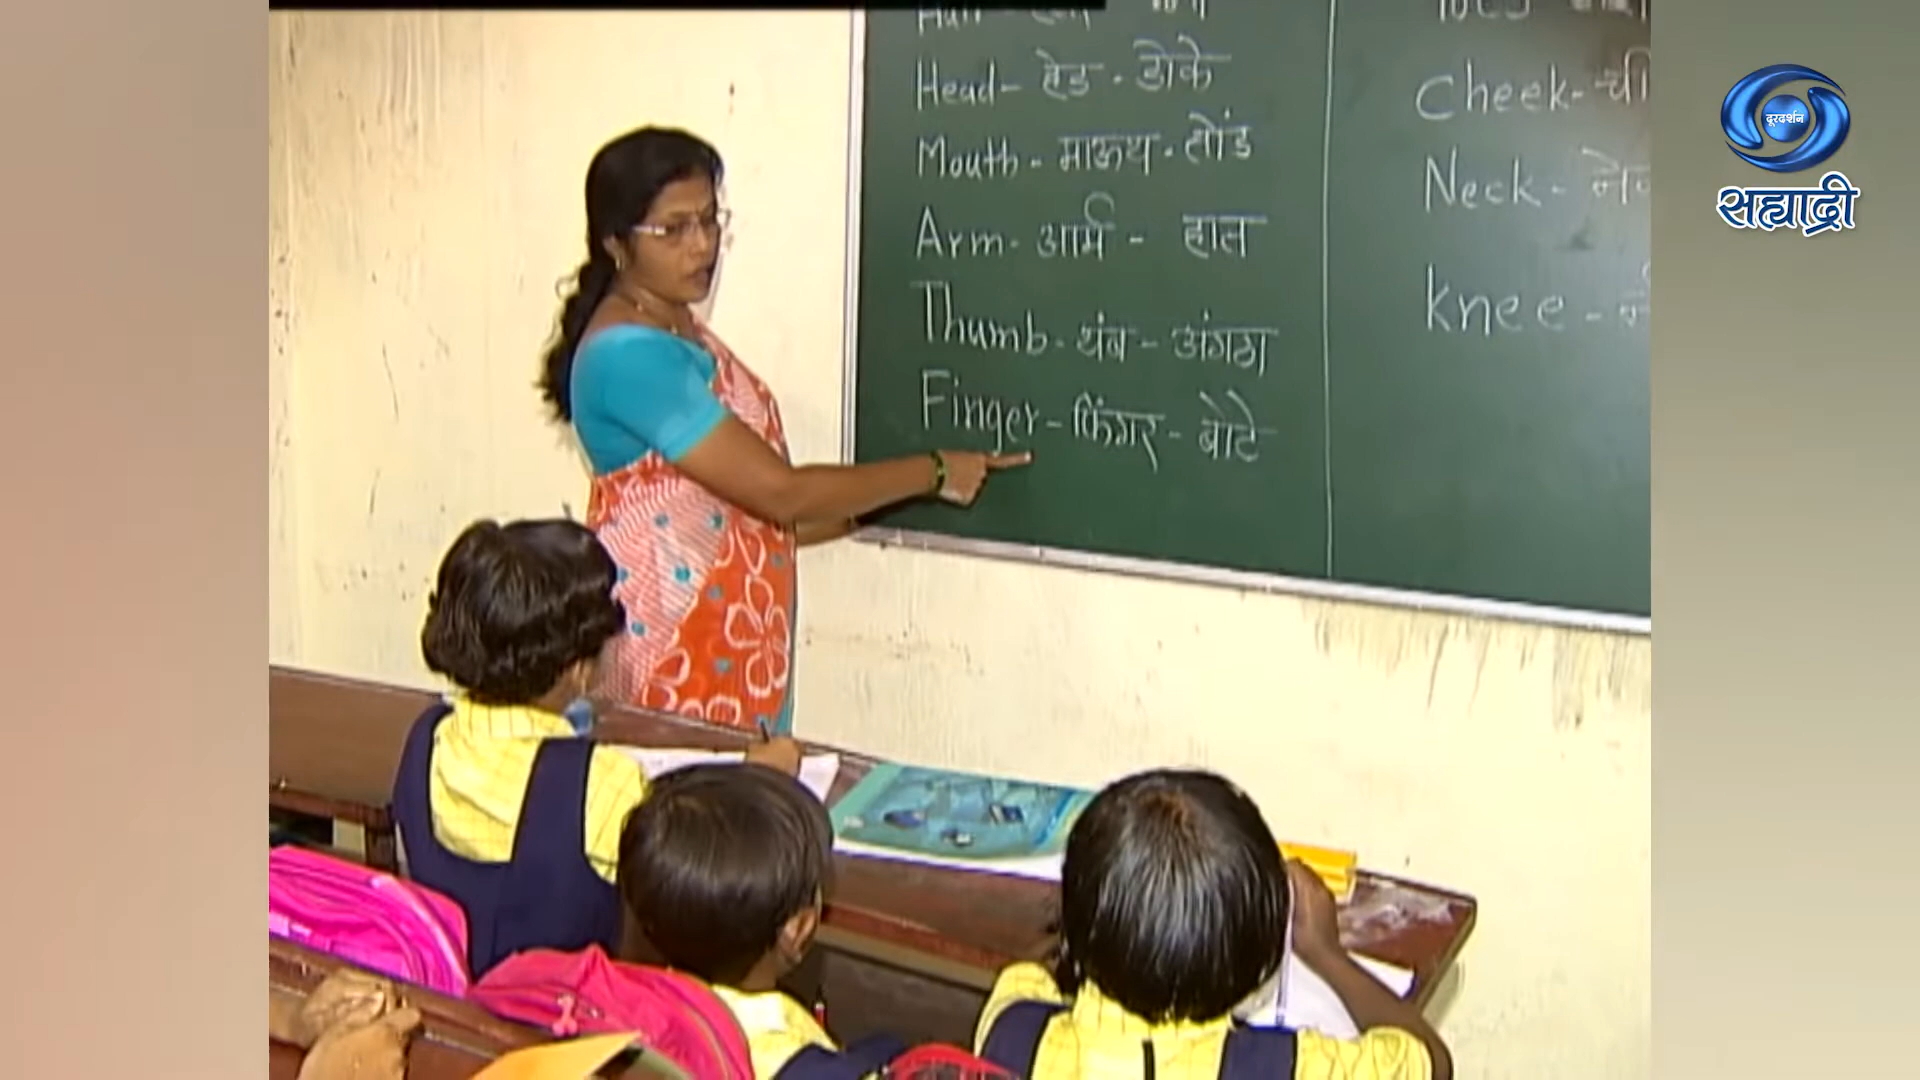 Head - हेड - डोके
Mouth - माऊथ - तोंड
Arm - आर्म - हात
Thumb - थंब - अंगठा
Finger - फिंगर - बोटे
Cheek - ची
Neck - नेक
knee -
दूरदर्शन
सह्याद्री